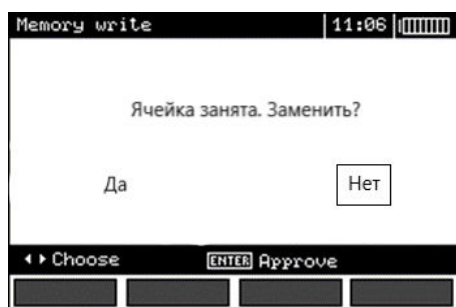 Memory write 11:06
Ячейка занята. Заменить?
Да Нет
Choose ENTER Approve